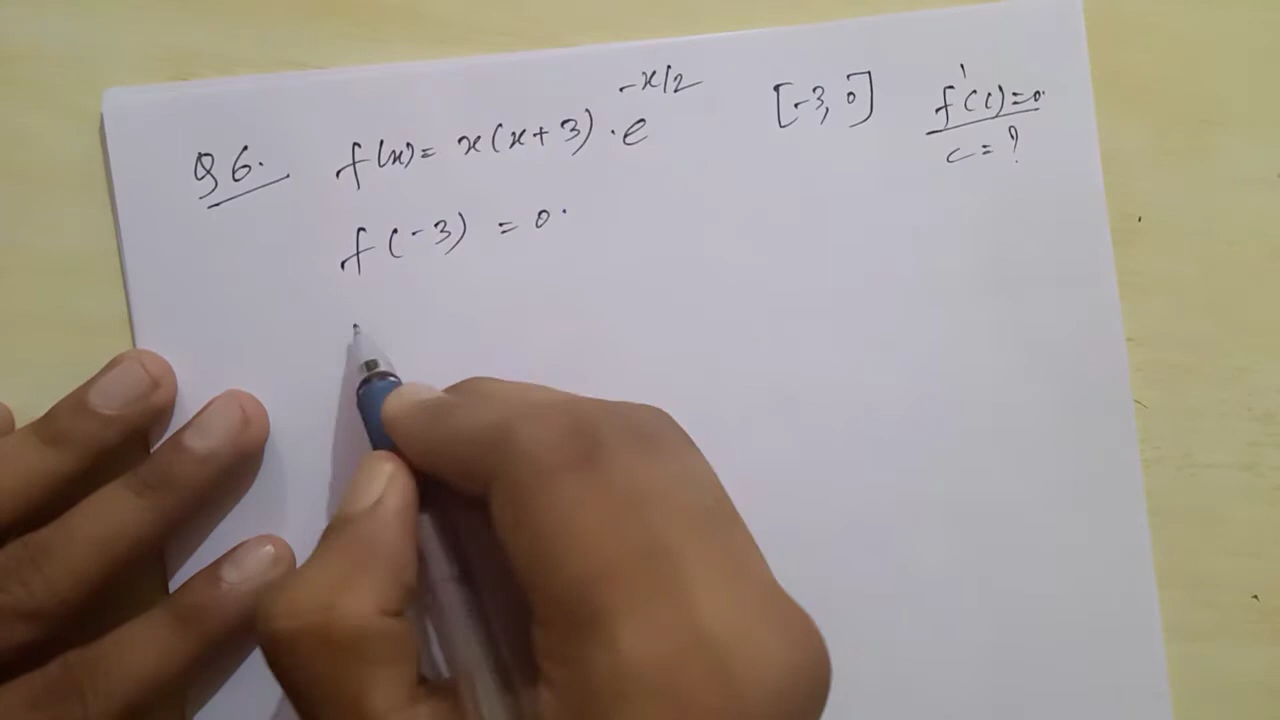 Q6. f(x)= x(x+3).e^-x/2 [-3, 0] f'(c)=0.
c=?
f(-3) = 0.